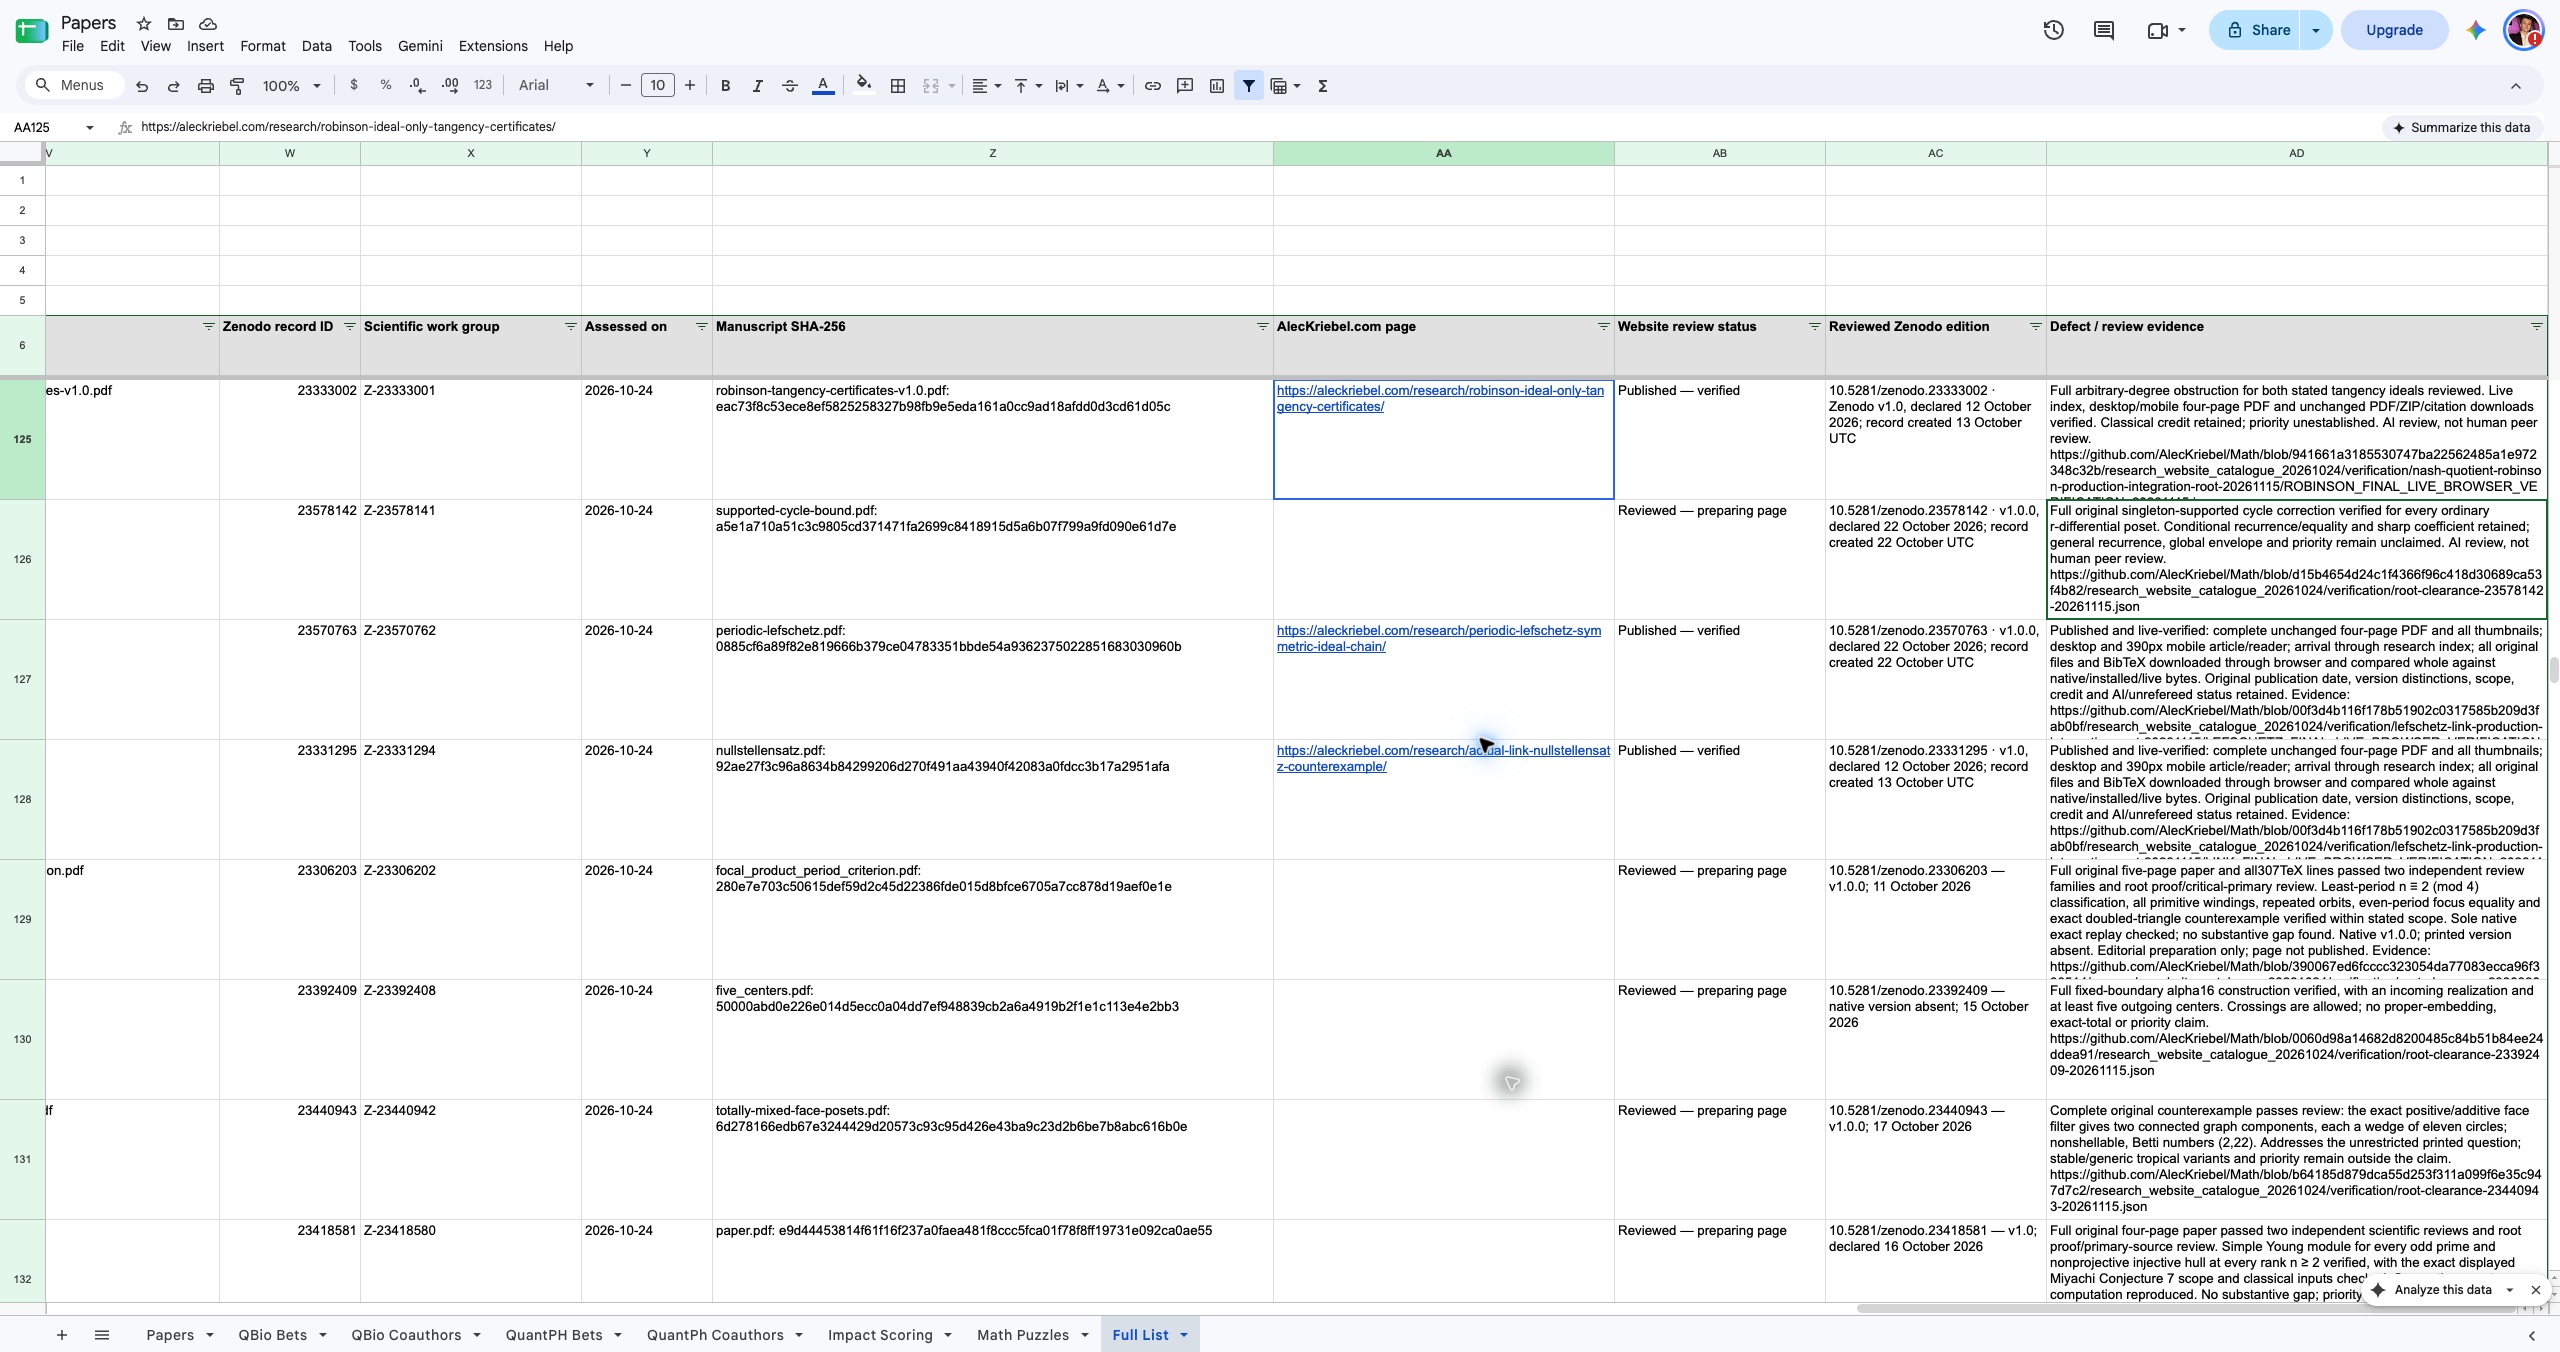 Papers
File Edit View Insert Format Data Tools Gemini Extensions Help
Share
Upgrade
Menus
100%
$ % .0 .00 123
Arial
10
B I A
AA125
fx https://aleckriebel.com/research/robinson-ideal-only-tangency-certificates/
Summarize this data
V W X Y Z AA AB AC AD
1
2
3
4
5
6
Zenodo record ID
Scientific work group
Assessed on
Manuscript SHA-256
AlecKriebel.com page
Website review status
Reviewed Zenodo edition
Defect / review evidence
125
es-v1.0.pdf
23333002
Z-23333001
2026-10-24
robinson-tangency-certificates-v1.0.pdf:
eac73f8c53ece8ef5825258327b98fb9e5eda161a0cc9ad18afdd0d3cd61d05c
https://aleckriebel.com/research/robinson-ideal-only-tan
gency-certificates/
Published — verified
10.5281/zenodo.23333002 ·
Zenodo v1.0, declared 12 October
2026; record created 13 October
UTC
Full arbitrary-degree obstruction for both stated tangency ideals reviewed. Live
index, desktop/mobile four-page PDF and unchanged PDF/ZIP/citation downloads
verified. Classical credit retained; priority unestablished. AI review, not human peer
review.
https://github.com/AlecKriebel/Math/blob/941661a3185530747ba22562485a1e972
348c32b/research_website_catalogue_20261024/verification/nash-quotient-robinso
n-production-integration-root-20261115/ROBINSON_FINAL_LIVE_BROWSER_VE
126
23578142
Z-23578141
2026-10-24
supported-cycle-bound.pdf:
a5e1a710a51c3c9805cd371471fa2699c8418915d5a6b07f799a9fd090e61d7e
Reviewed — preparing page
10.5281/zenodo.23578142 · v1.0.0,
declared 22 October 2026; record
created 22 October UTC
Full original singleton-supported cycle correction verified for every ordinary
r-differential poset. Conditional recurrence/equality and sharp coefficient retained;
general recurrence, global envelope and priority remain unclaimed. AI review, not
human peer review.
https://github.com/AlecKriebel/Math/blob/d15b4654d24c1f4366f96c418d30689ca53
f4b82/research_website_catalogue_20261024/verification/root-clearance-23578142
-20261115.json
127
23570763
Z-23570762
2026-10-24
periodic-lefschetz.pdf:
0885cf6a89f82e819666b379ce04783351bbde54a9362375022851683030960b
https://aleckriebel.com/research/periodic-lefschetz-sym
metric-ideal-chain/
Published — verified
10.5281/zenodo.23570763 · v1.0.0,
declared 22 October 2026; record
created 22 October UTC
Published and live-verified: complete unchanged four-page PDF and all thumbnails;
desktop and 390px mobile article/reader; arrival through research index; all original
files and BibTeX downloaded through browser and compared whole against
native/installed/live bytes. Original publication date, version distinctions, scope,
credit and AI/unrefereed status retained. Evidence:
https://github.com/AlecKriebel/Math/blob/00f3d4b116f178b51902c0317585b209d3f
ab0bf/research_website_catalogue_20261024/verification/lefschetz-link-production-
128
23331295
Z-23331294
2026-10-24
nullstellensatz.pdf:
92ae27f3c96a8634b84299206d270f491aa43940f42083a0fdcc3b17a2951afa
https://aleckriebel.com/research/actual-link-nullstellensat
z-counterexample/
Published — verified
10.5281/zenodo.23331295 · v1.0,
declared 12 October 2026; record
created 13 October UTC
Published and live-verified: complete unchanged four-page PDF and all thumbnails;
desktop and 390px mobile article/reader; arrival through research index; all original
files and BibTeX downloaded through browser and compared whole against
native/installed/live bytes. Original publication date, version distinctions, scope,
credit and AI/unrefereed status retained. Evidence:
https://github.com/AlecKriebel/Math/blob/00f3d4b116f178b51902c0317585b209d3f
ab0bf/research_website_catalogue_20261024/verification/lefschetz-link-production-
129
on.pdf
23306203
Z-23306202
2026-10-24
focal_product_period_criterion.pdf:
280e7e703c50615def59d2c45d22386fde015d8bfce6705a7cc878d19aef0e1e
Reviewed — preparing page
10.5281/zenodo.23306203 —
v1.0.0; 11 October 2026
Full original five-page paper and all307TeX lines passed two independent review
families and root proof/critical-primary review. Least-period n ≡ 2 (mod 4)
classification, all primitive windings, repeated orbits, even-period focus equality and
exact doubled-triangle counterexample verified within stated scope. Sole native
exact replay checked; no substantive gap found. Native v1.0.0; printed version
absent. Editorial preparation only; page not published. Evidence:
https://github.com/AlecKriebel/Math/blob/390067ed6fcccc323054da77083ecca96f3
130
23392409
Z-23392408
2026-10-24
five_centers.pdf:
50000abd0e226e014d5ecc0a04dd7ef948839cb2a6a4919b2f1e1c113e4e2bb3
Reviewed — preparing page
10.5281/zenodo.23392409 —
native version absent; 15 October
2026
Full fixed-boundary alpha16 construction verified, with an incoming realization and
at least five outgoing centers. Crossings are allowed; no proper-embedding,
exact-total or priority claim.
https://github.com/AlecKriebel/Math/blob/0060d98a14682d8200485c84b51b84ee24
ddea91/research_website_catalogue_20261024/verification/root-clearance-233924
09-20261115.json
131
lf
23440943
Z-23440942
2026-10-24
totally-mixed-face-posets.pdf:
6d278166edb67e3244429d20573c93c95d426e43ba9c23d2b6be7b8abc616b0e
Reviewed — preparing page
10.5281/zenodo.23440943 —
v1.0.0; 17 October 2026
Complete original counterexample passes review: the exact positive/additive face
filter gives two connected graph components, each a wedge of eleven circles;
nonshellable, Betti numbers (2,22). Addresses the unrestricted printed question;
stable/generic tropical variants and priority remain outside the claim.
https://github.com/AlecKriebel/Math/blob/b64185d879dca55d253f311a099f6e35c94
7d7c2/research_website_catalogue_20261024/verification/root-clearance-2344094
3-20261115.json
132
23418581
Z-23418580
2026-10-24
paper.pdf: e9d44453814f61f16f237a0faea481f8ccc5fca01f78f8ff19731e092ca0ae55
Reviewed — preparing page
10.5281/zenodo.23418581 — v1.0;
declared 16 October 2026
Full original four-page paper passed two independent scientific reviews and root
proof/primary-source review. Simple Young module for every odd prime and
nonprojective injective hull at every rank n ≥ 2 verified, with the exact displayed
Miyachi Conjecture 7 scope and classical inputs
computation reproduced. No substantive gap; priority
Analyze this data
Papers
QBio Bets
QBio Coauthors
QuantPH Bets
QuantPh Coauthors
Impact Scoring
Math Puzzles
Full List